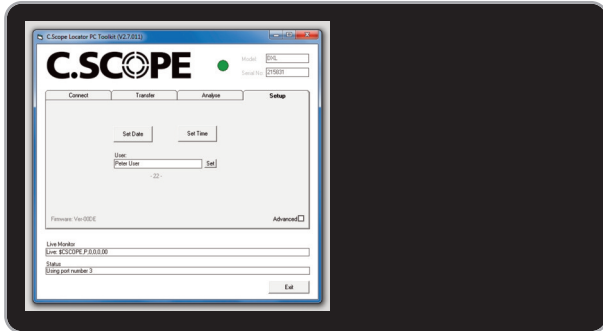 C.Scope Locator PC Toolkit (V2.7.011)
C.SCOPE
Model DXL
Serial No 215031
Connect Transfer Analyse Setup
Set Date Set Time
User:
Peter User Set
- 22 -
Firmware: Ver-00DE Advanced
Live Monitor
Live: $CSCOPE,P,0,0,0,00
Status
Using port number 3
Exit